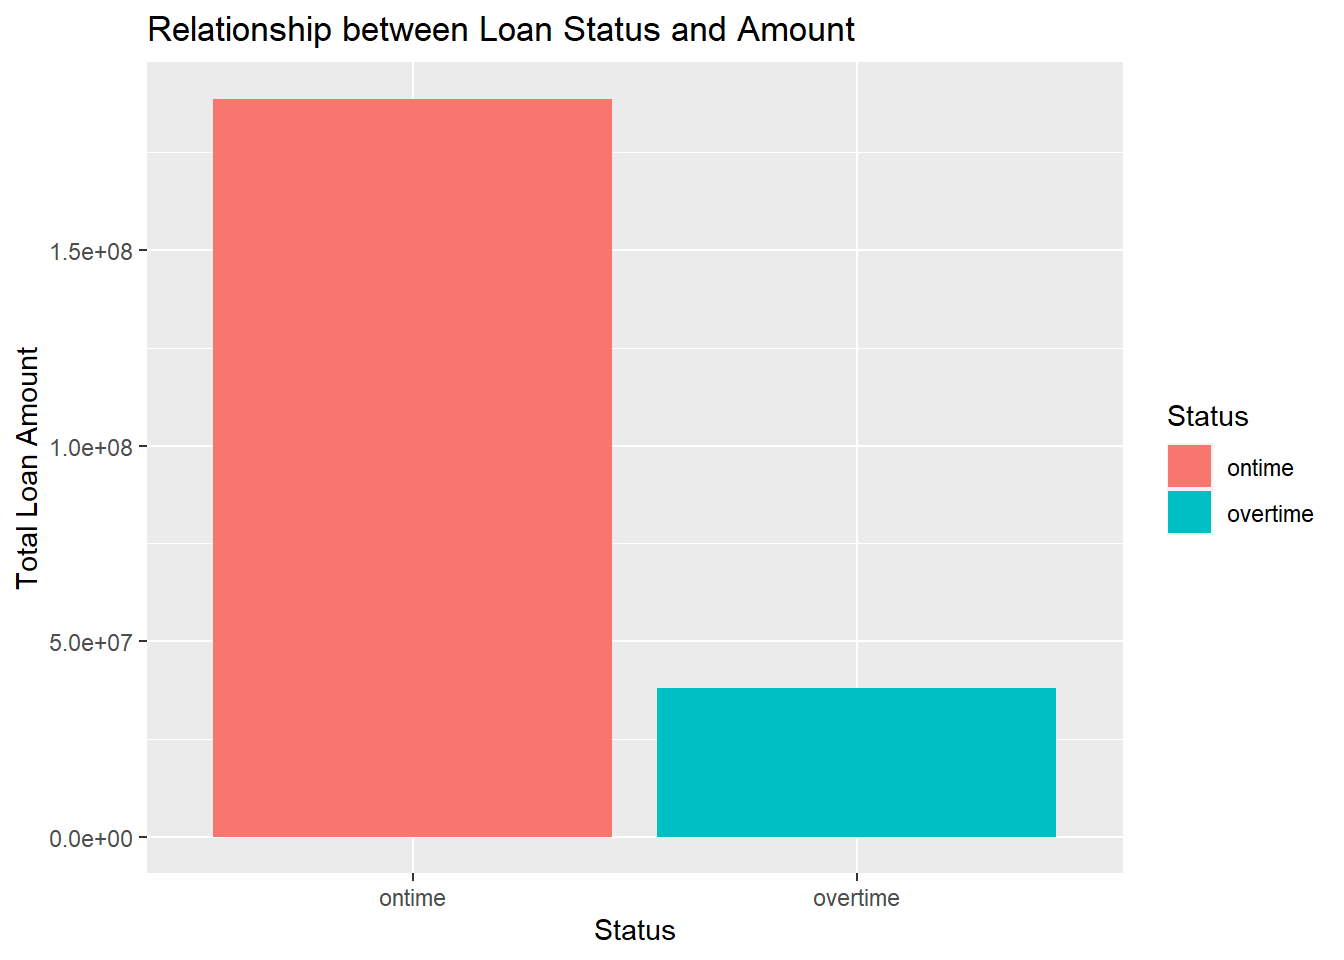 Relationship between Loan Status and Amount
Total Loan Amount
1.5e+08
1.0e+08
5.0e+07
0.0e+00
ontime
overtime
Status
Status
ontime
overtime